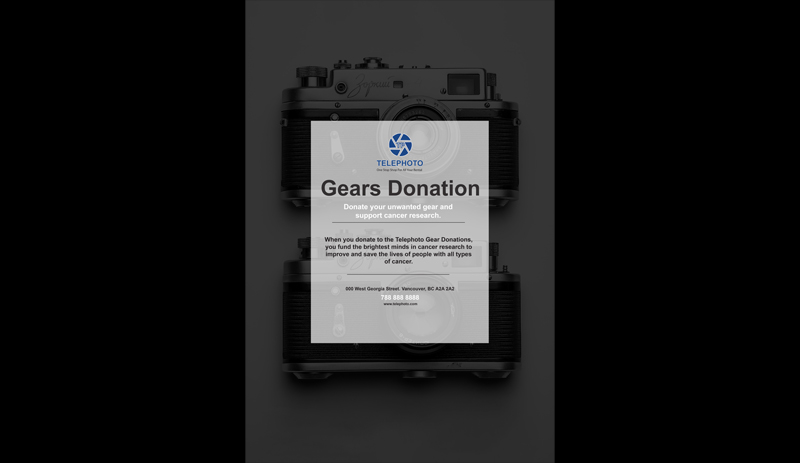 TELEPHOTO
Gears Donation
Donate your unwanted gear and
support cancer research.
When you donate to the Telephoto Gear Donations,
you fund the brightest minds in cancer research to
improve and save the lives of people with all types
of cancer.
000 West Georgia Street. Vancouver, BC A2A 2A2
788 888 8888
www.telephoto.com